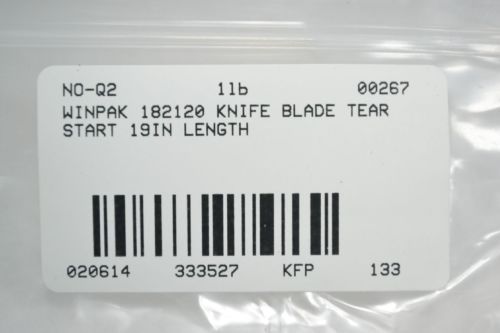 NO-Q2 1lb 00267
WINPAK 182120 KNIFE BLADE TEAR
START 19IN LENGTH
020614 333527 KFP 133